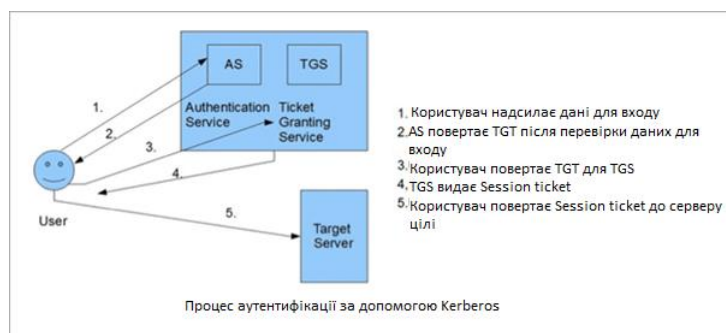 AS
TGS
1.
Authentication Service
Ticket Granting Service
2.
3.
4.
User
5.
Target Server
1. Користувач надсилає дані для входу
2. AS повертає TGT після перевірки даних для
входу
3. Користувач повертає TGT для TGS
4. TGS видає Session ticket
5. Користувач повертає Session ticket до серверу
цілі
Процес аутентифікації за допомогою Kerberos